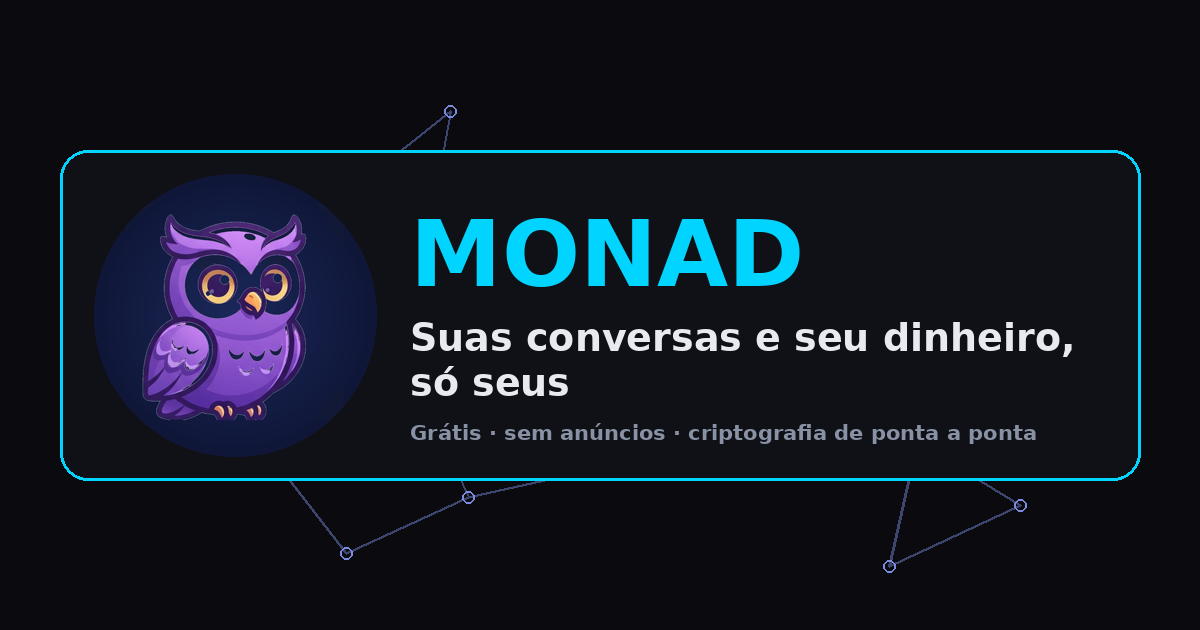 MONAD
Suas conversas e seu dinheiro,
só seus
Grátis · sem anúncios · criptografia de ponta a ponta